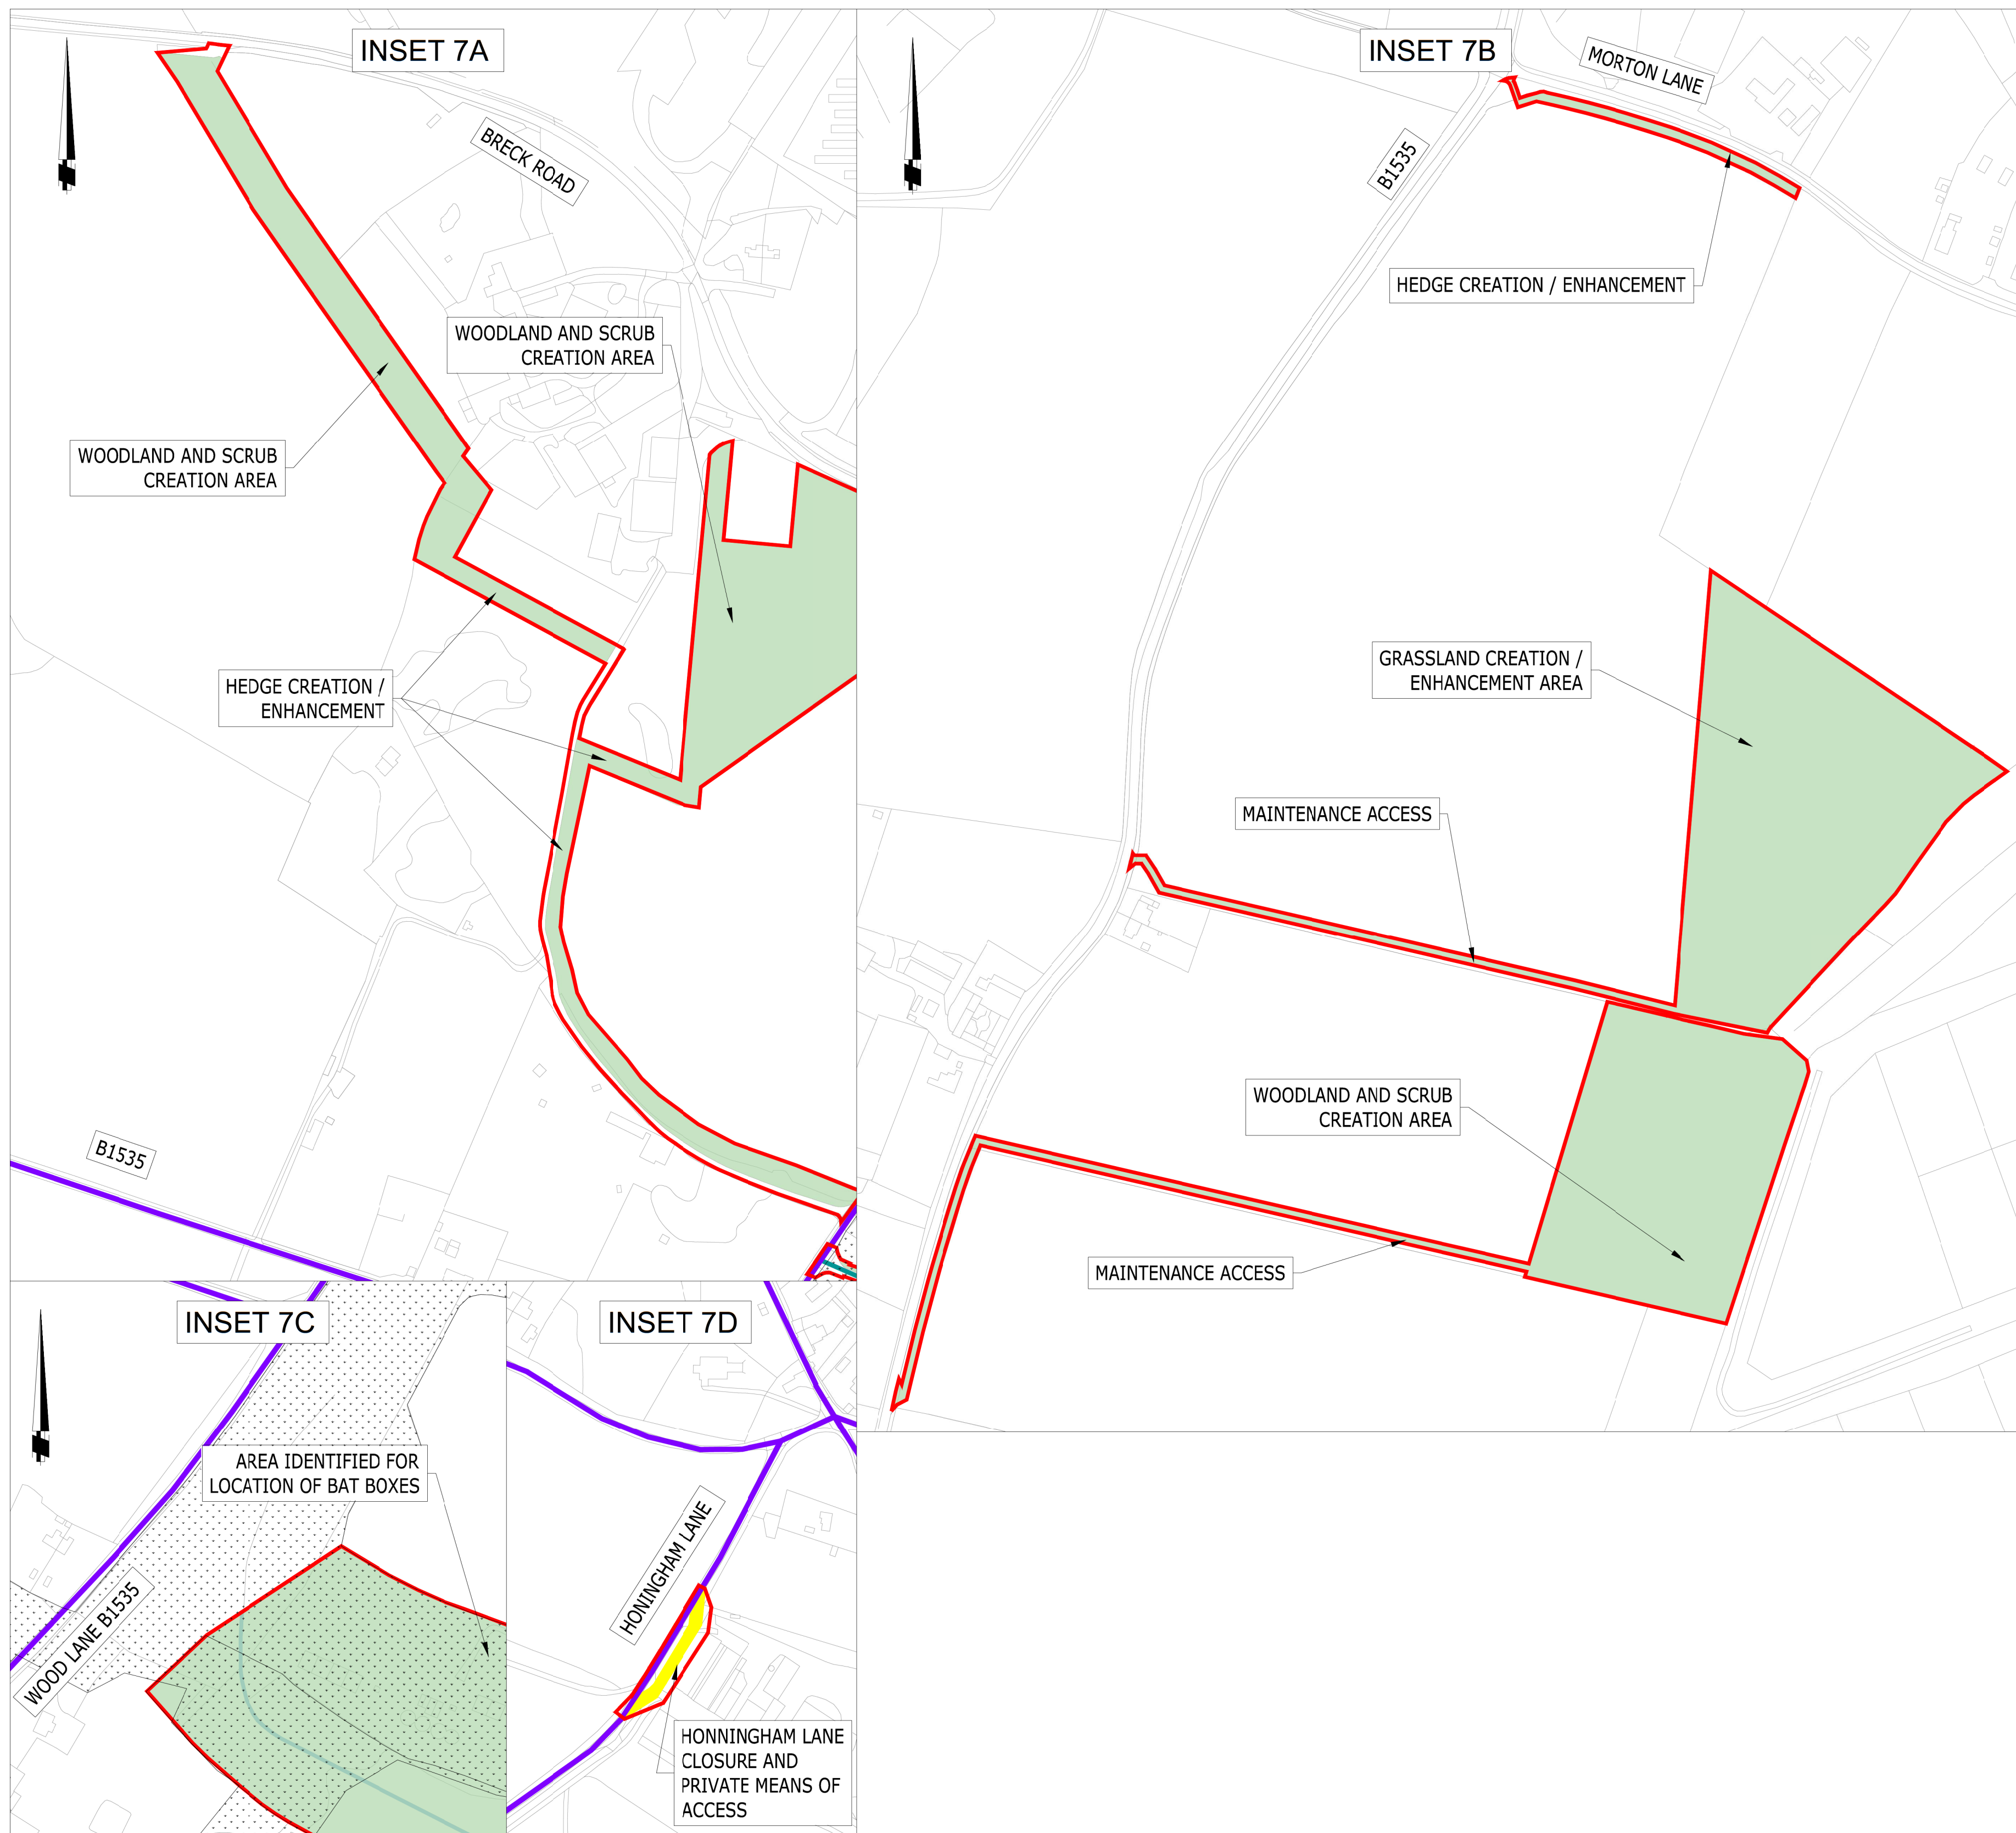 INSET 7A
BRECK ROAD
WOODLAND AND SCRUB
CREATION AREA
WOODLAND AND SCRUB
CREATION AREA
HEDGE CREATION /
ENHANCEMENT
B1535
INSET 7B
MORTON LANE
B1535
HEDGE CREATION / ENHANCEMENT
GRASSLAND CREATION /
ENHANCEMENT AREA
MAINTENANCE ACCESS
WOODLAND AND SCRUB
CREATION AREA
MAINTENANCE ACCESS
INSET 7C
AREA IDENTIFIED FOR
LOCATION OF BAT BOXES
WOOD LANE B1535
INSET 7D
HONINGHAM LANE
HONNINGHAM LANE
CLOSURE AND
PRIVATE MEANS OF
ACCESS